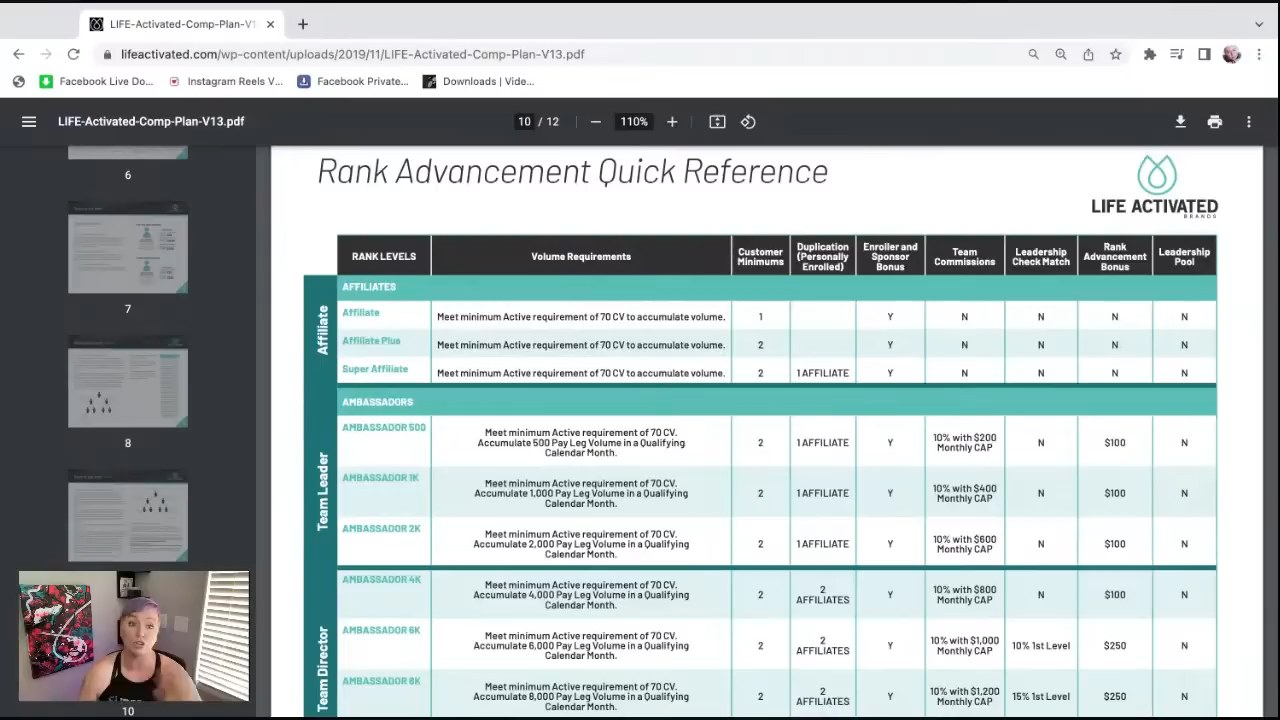 LIFE-Activated-Comp-Plan-V1
lifeactivated.com/wp-content/uploads/2019/11/LIFE-Activated-Comp-Plan-V13.pdf
Facebook Live Do... Instagram Reels V... Facebook Private... Downloads | Vide...
LIFE-Activated-Comp-Plan-V13.pdf 10 / 12 110%
6
7
8
10
Rank Advancement Quick Reference
LIFE ACTIVATED
BRANDS
RANK LEVELS Volume Requirements Customer Minimums Duplication (Personally Enrolled) Enroller and Sponsor Bonus Team Commissions Leadership Check Match Rank Advancement Bonus Leadership Pool
Affiliate
AFFILIATES
Affiliate Meet minimum Active requirement of 70 CV to accumulate volume. 1 Y N N N N
Affiliate Plus Meet minimum Active requirement of 70 CV to accumulate volume. 2 Y N N N N
Super Affiliate Meet minimum Active requirement of 70 CV to accumulate volume. 2 1 AFFILIATE Y N N N N
Team Leader
AMBASSADORS
AMBASSADOR 500 Meet minimum Active requirement of 70 CV. Accumulate 500 Pay Leg Volume in a Qualifying Calendar Month. 2 1 AFFILIATE Y 10% with $200 Monthly CAP N $100 N
AMBASSADOR 1K Meet minimum Active requirement of 70 CV. Accumulate 1,000 Pay Leg Volume in a Qualifying Calendar Month. 2 1 AFFILIATE Y 10% with $400 Monthly CAP N $100 N
AMBASSADOR 2K Meet minimum Active requirement of 70 CV. Accumulate 2,000 Pay Leg Volume in a Qualifying Calendar Month. 2 1 AFFILIATE Y 10% with $600 Monthly CAP N $100 N
Team Director
AMBASSADOR 4K Meet minimum Active requirement of 70 CV. Accumulate 4,000 Pay Leg Volume in a Qualifying Calendar Month. 2 2 AFFILIATES Y 10% with $800 Monthly CAP N $100 N
AMBASSADOR 6K Meet minimum Active requirement of 70 CV. Accumulate 6,000 Pay Leg Volume in a Qualifying Calendar Month. 2 2 AFFILIATES Y 10% with $1,000 Monthly CAP 10% 1st Level $250 N
AMBASSADOR 8K Meet minimum Active requirement of 70 CV. Accumulate 8,000 Pay Leg Volume in a Qualifying Calendar Month. 2 2 AFFILIATES Y 10% with $1,200 Monthly CAP 15% 1st Level $250 N